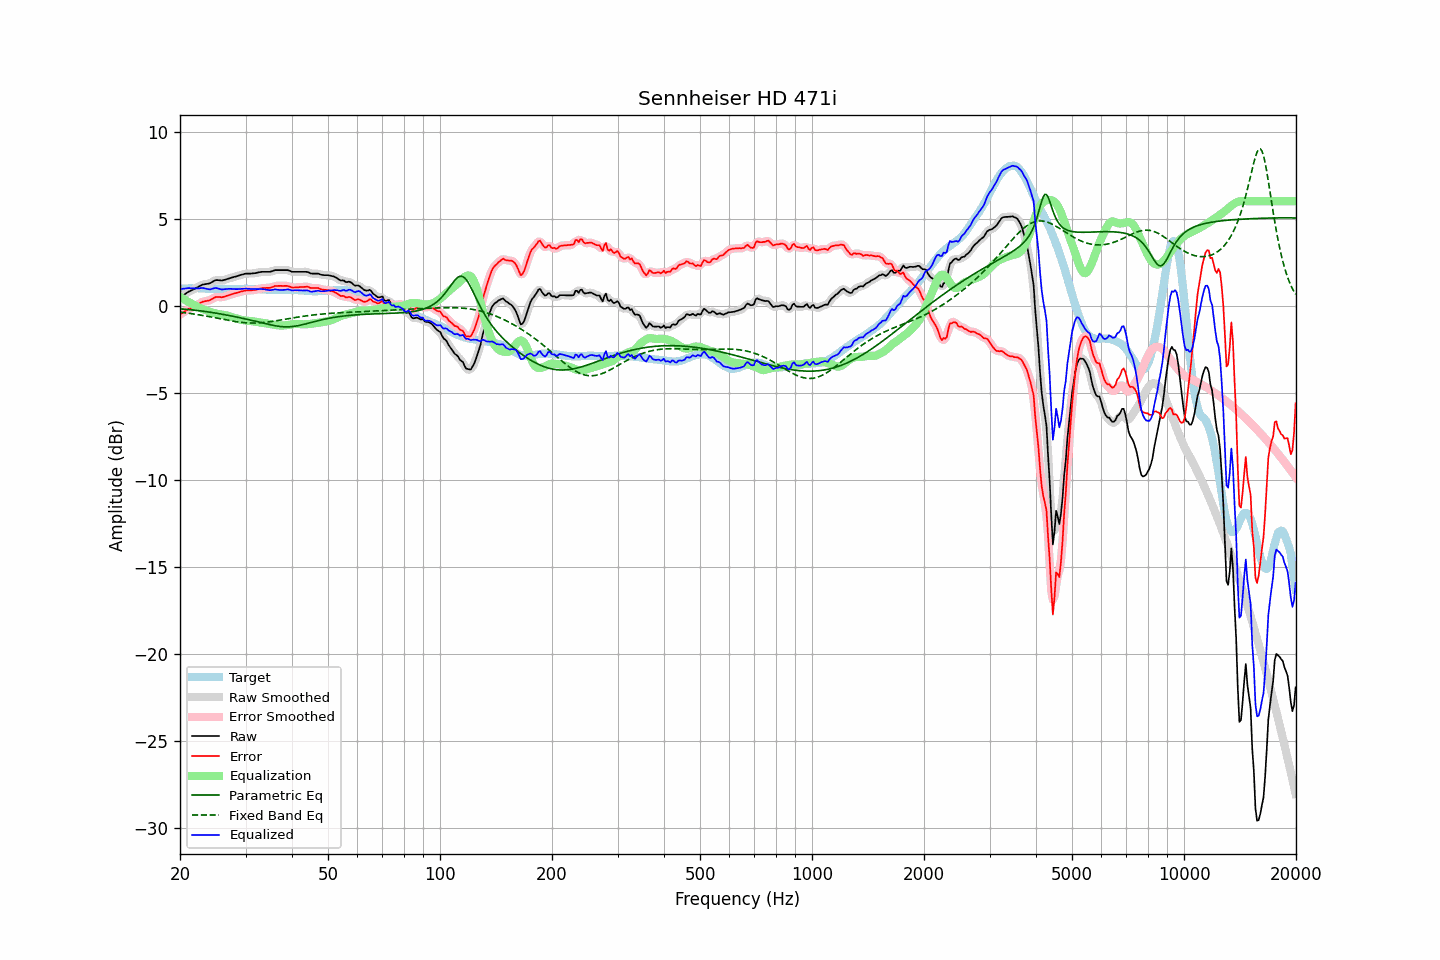 Sennheiser HD 471i
Amplitude (dBr)
10
5
0
−5
−10
−15
−20
−25
−30
Target
Raw Smoothed
Error Smoothed
Raw
Error
Equalization
Parametric Eq
Fixed Band Eq
Equalized
20 50 100 200 500 1000 2000 5000 10000 20000
Frequency (Hz)